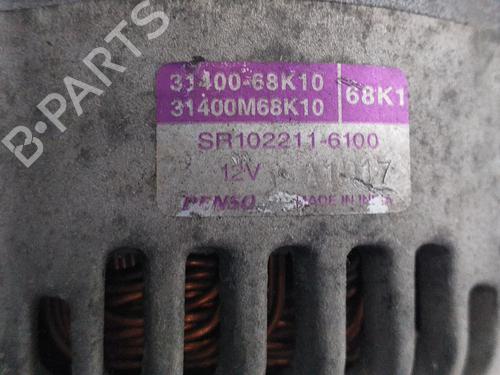 B-PARTS
31400-68K10
31400M68K10
68K1
SR102211-6100
12V
DENSO MADE IN INDIA